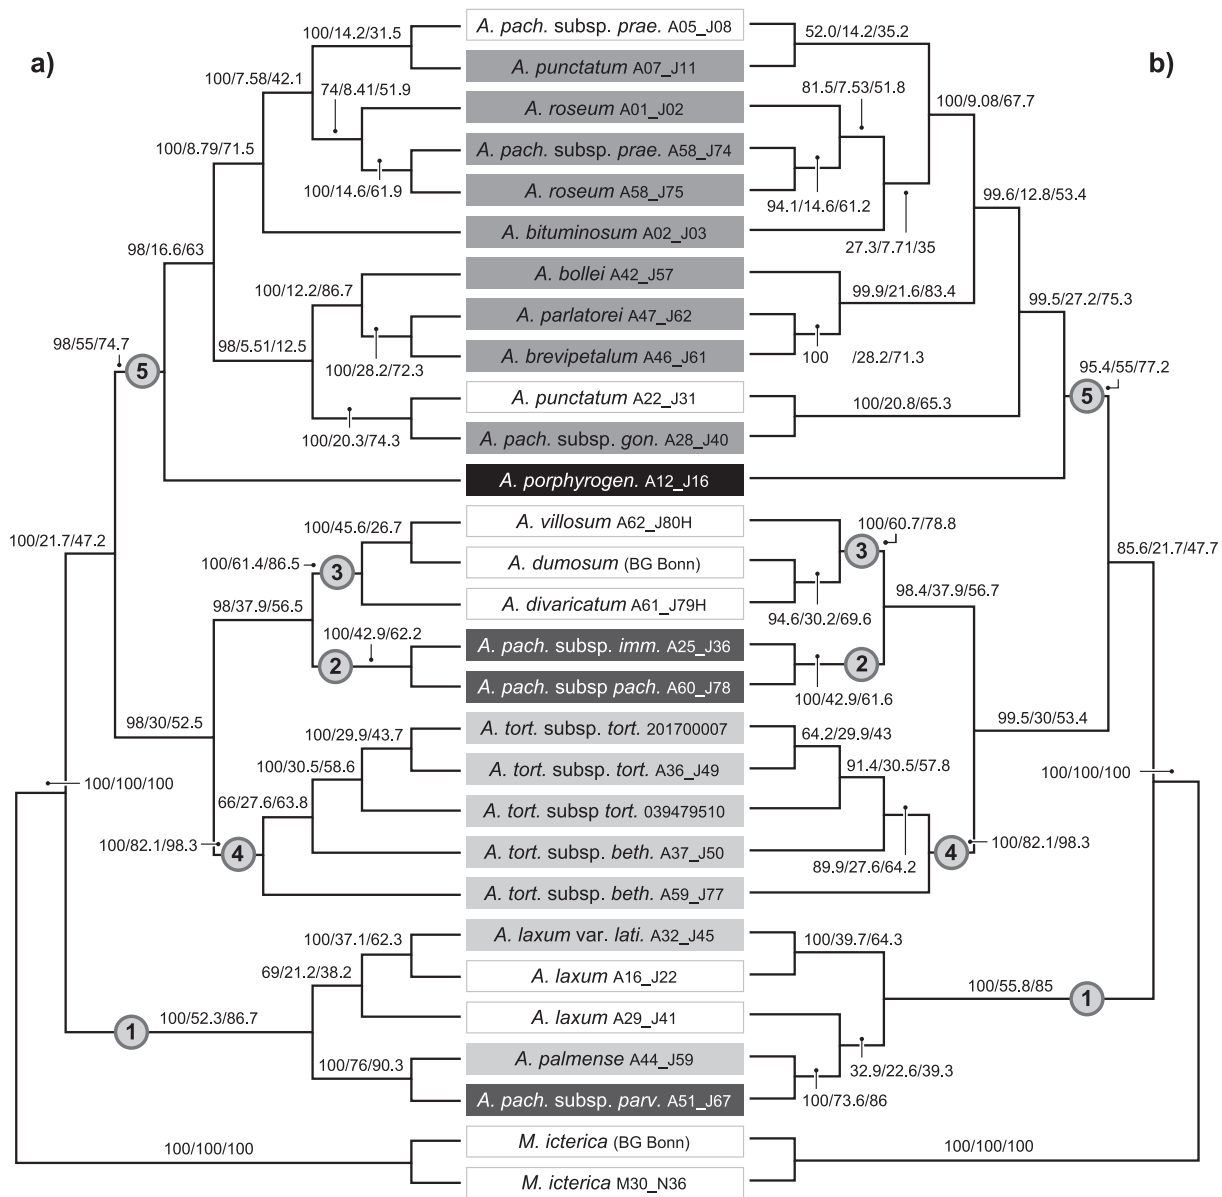 a)
b)
100/14.2/31.5
100/7.58/42.1
74/8.41/51.9
100/8.79/71.5
100/14.6/61.9
98/16.6/63
100/12.2/86.7
98/55/74.7
5
98/5.51/12.5
100/28.2/72.3
100/20.3/74.3
100/21.7/47.2
100/45.6/26.7
100/61.4/86.5
3
98/37.9/56.5
100/42.9/62.2
2
98/30/52.5
100/29.9/43.7
100/30.5/58.6
100/100/100
66/27.6/63.8
100/82.1/98.3
4
100/37.1/62.3
69/21.2/38.2
1
100/52.3/86.7
100/76/90.3
100/100/100
A. pach. subsp. prae. A05_J08
A. punctatum A07_J11
A. roseum A01_J02
A. pach. subsp. prae. A58_J74
A. roseum A58_J75
A. bituminosum A02_J03
A. bollei A42_J57
A. parlatorei A47_J62
A. brevipetalum A46_J61
A. punctatum A22_J31
A. pach. subsp. gon. A28_J40
A. porphyrogen. A12_J16
A. villosum A62_J80H
A. dumosum (BG Bonn)
A. divaricatum A61_J79H
A. pach. subsp. imm. A25_J36
A. pach. subsp pach. A60_J78
A. tort. subsp. tort. 201700007
A. tort. subsp. tort. A36_J49
A. tort. subsp tort. 039479510
A. tort. subsp. beth. A37_J50
A. tort. subsp. beth. A59_J77
A. laxum var. lati. A32_J45
A. laxum A16_J22
A. laxum A29_J41
A. palmense A44_J59
A. pach. subsp. parv. A51_J67
M. icterica (BG Bonn)
M. icterica M30_N36
52.0/14.2/35.2
81.5/7.53/51.8
100/9.08/67.7
94.1/14.6/61.2
99.6/12.8/53.4
27.3/7.71/35
99.9/21.6/83.4
99.5/27.2/75.3
100 /28.2/71.3
95.4/55/77.2
5
100/20.8/65.3
100/60.7/78.8
3
85.6/21.7/47.7
98.4/37.9/56.7
94.6/30.2/69.6
2
100/42.9/61.6
99.5/30/53.4
64.2/29.9/43
91.4/30.5/57.8
100/100/100
100/82.1/98.3
4
89.9/27.6/64.2
100/39.7/64.3
100/55.8/85
1
32.9/22.6/39.3
100/73.6/86
100/100/100